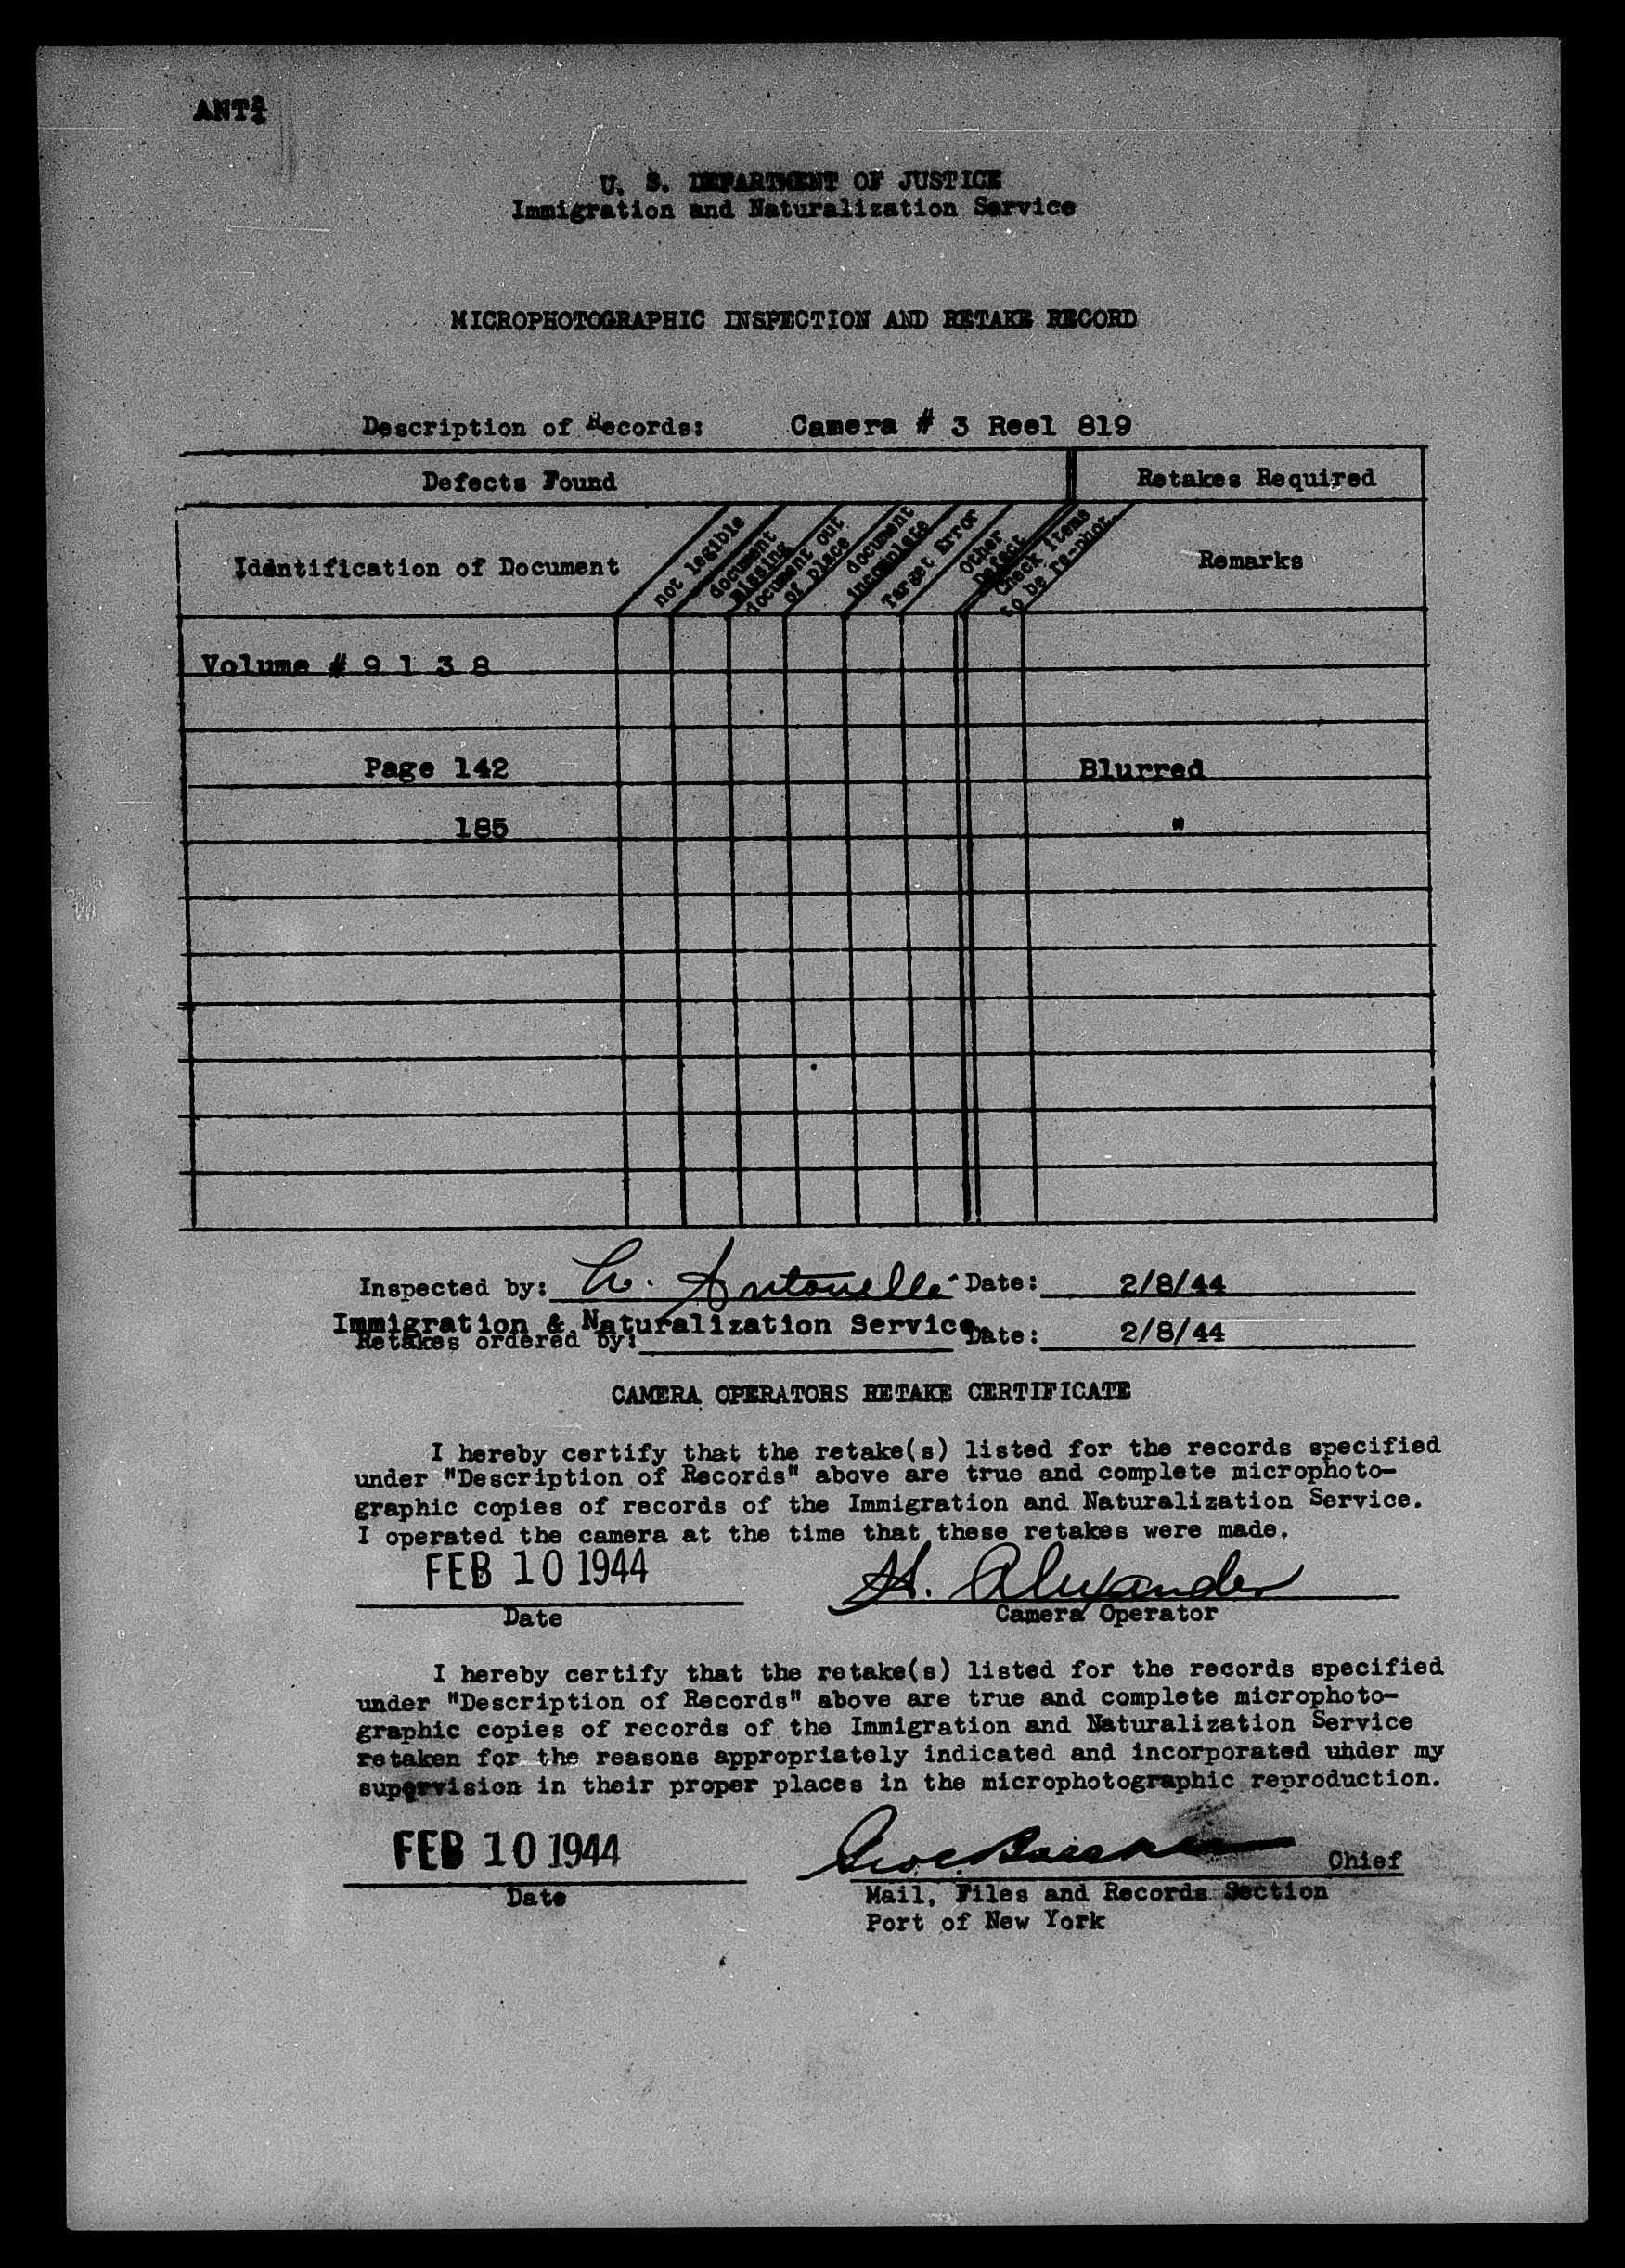 U. S. DEPARTMENT OF JUSTICE
Immigration and Naturalization Service
MICROPHOTOGRAPHIC INSPECTION AND RETAKE RECORD
Description of Records: Camera # 3 Reel 819
Defects Found Retakes Required
Identification of Document
not legible
document
missing
document out
of place
document
incomplete
Target Error
Other
Defect
Check items
to be re-phot.
Remarks
Volume # 9 1 3 8
Page 142 Blurred
185 "
Inspected by: Antonelle Date: 2/8/44
Immigration & Naturalization Service
Retakes ordered by: Date: 2/8/44
CAMERA OPERATORS RETAKE CERTIFICATE
I hereby certify that the retake(s) listed for the records specified
under "Description of Records" above are true and complete microphoto-
graphic copies of records of the Immigration and Naturalization Service.
I operated the camera at the time that these retakes were made.
FEB 10 1944 H. Alexander
Date Camera Operator
I hereby certify that the retake(s) listed for the records specified
under "Description of Records" above are true and complete microphoto-
graphic copies of records of the Immigration and Naturalization Service
retaken for the reasons appropriately indicated and incorporated under my
supervision in their proper places in the microphotographic reproduction.
FEB 10 1944 Chief
Date Mail, Files and Records Section
Port of New York